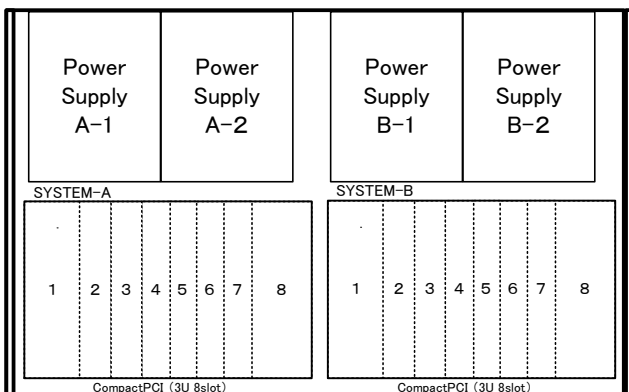 Power Supply A-1
Power Supply A-2
Power Supply B-1
Power Supply B-2
SYSTEM-A
SYSTEM-B
1 2 3 4 5 6 7 8
1 2 3 4 5 6 7 8
CompactPCI (3U 8slot)
CompactPCI (3U 8slot)